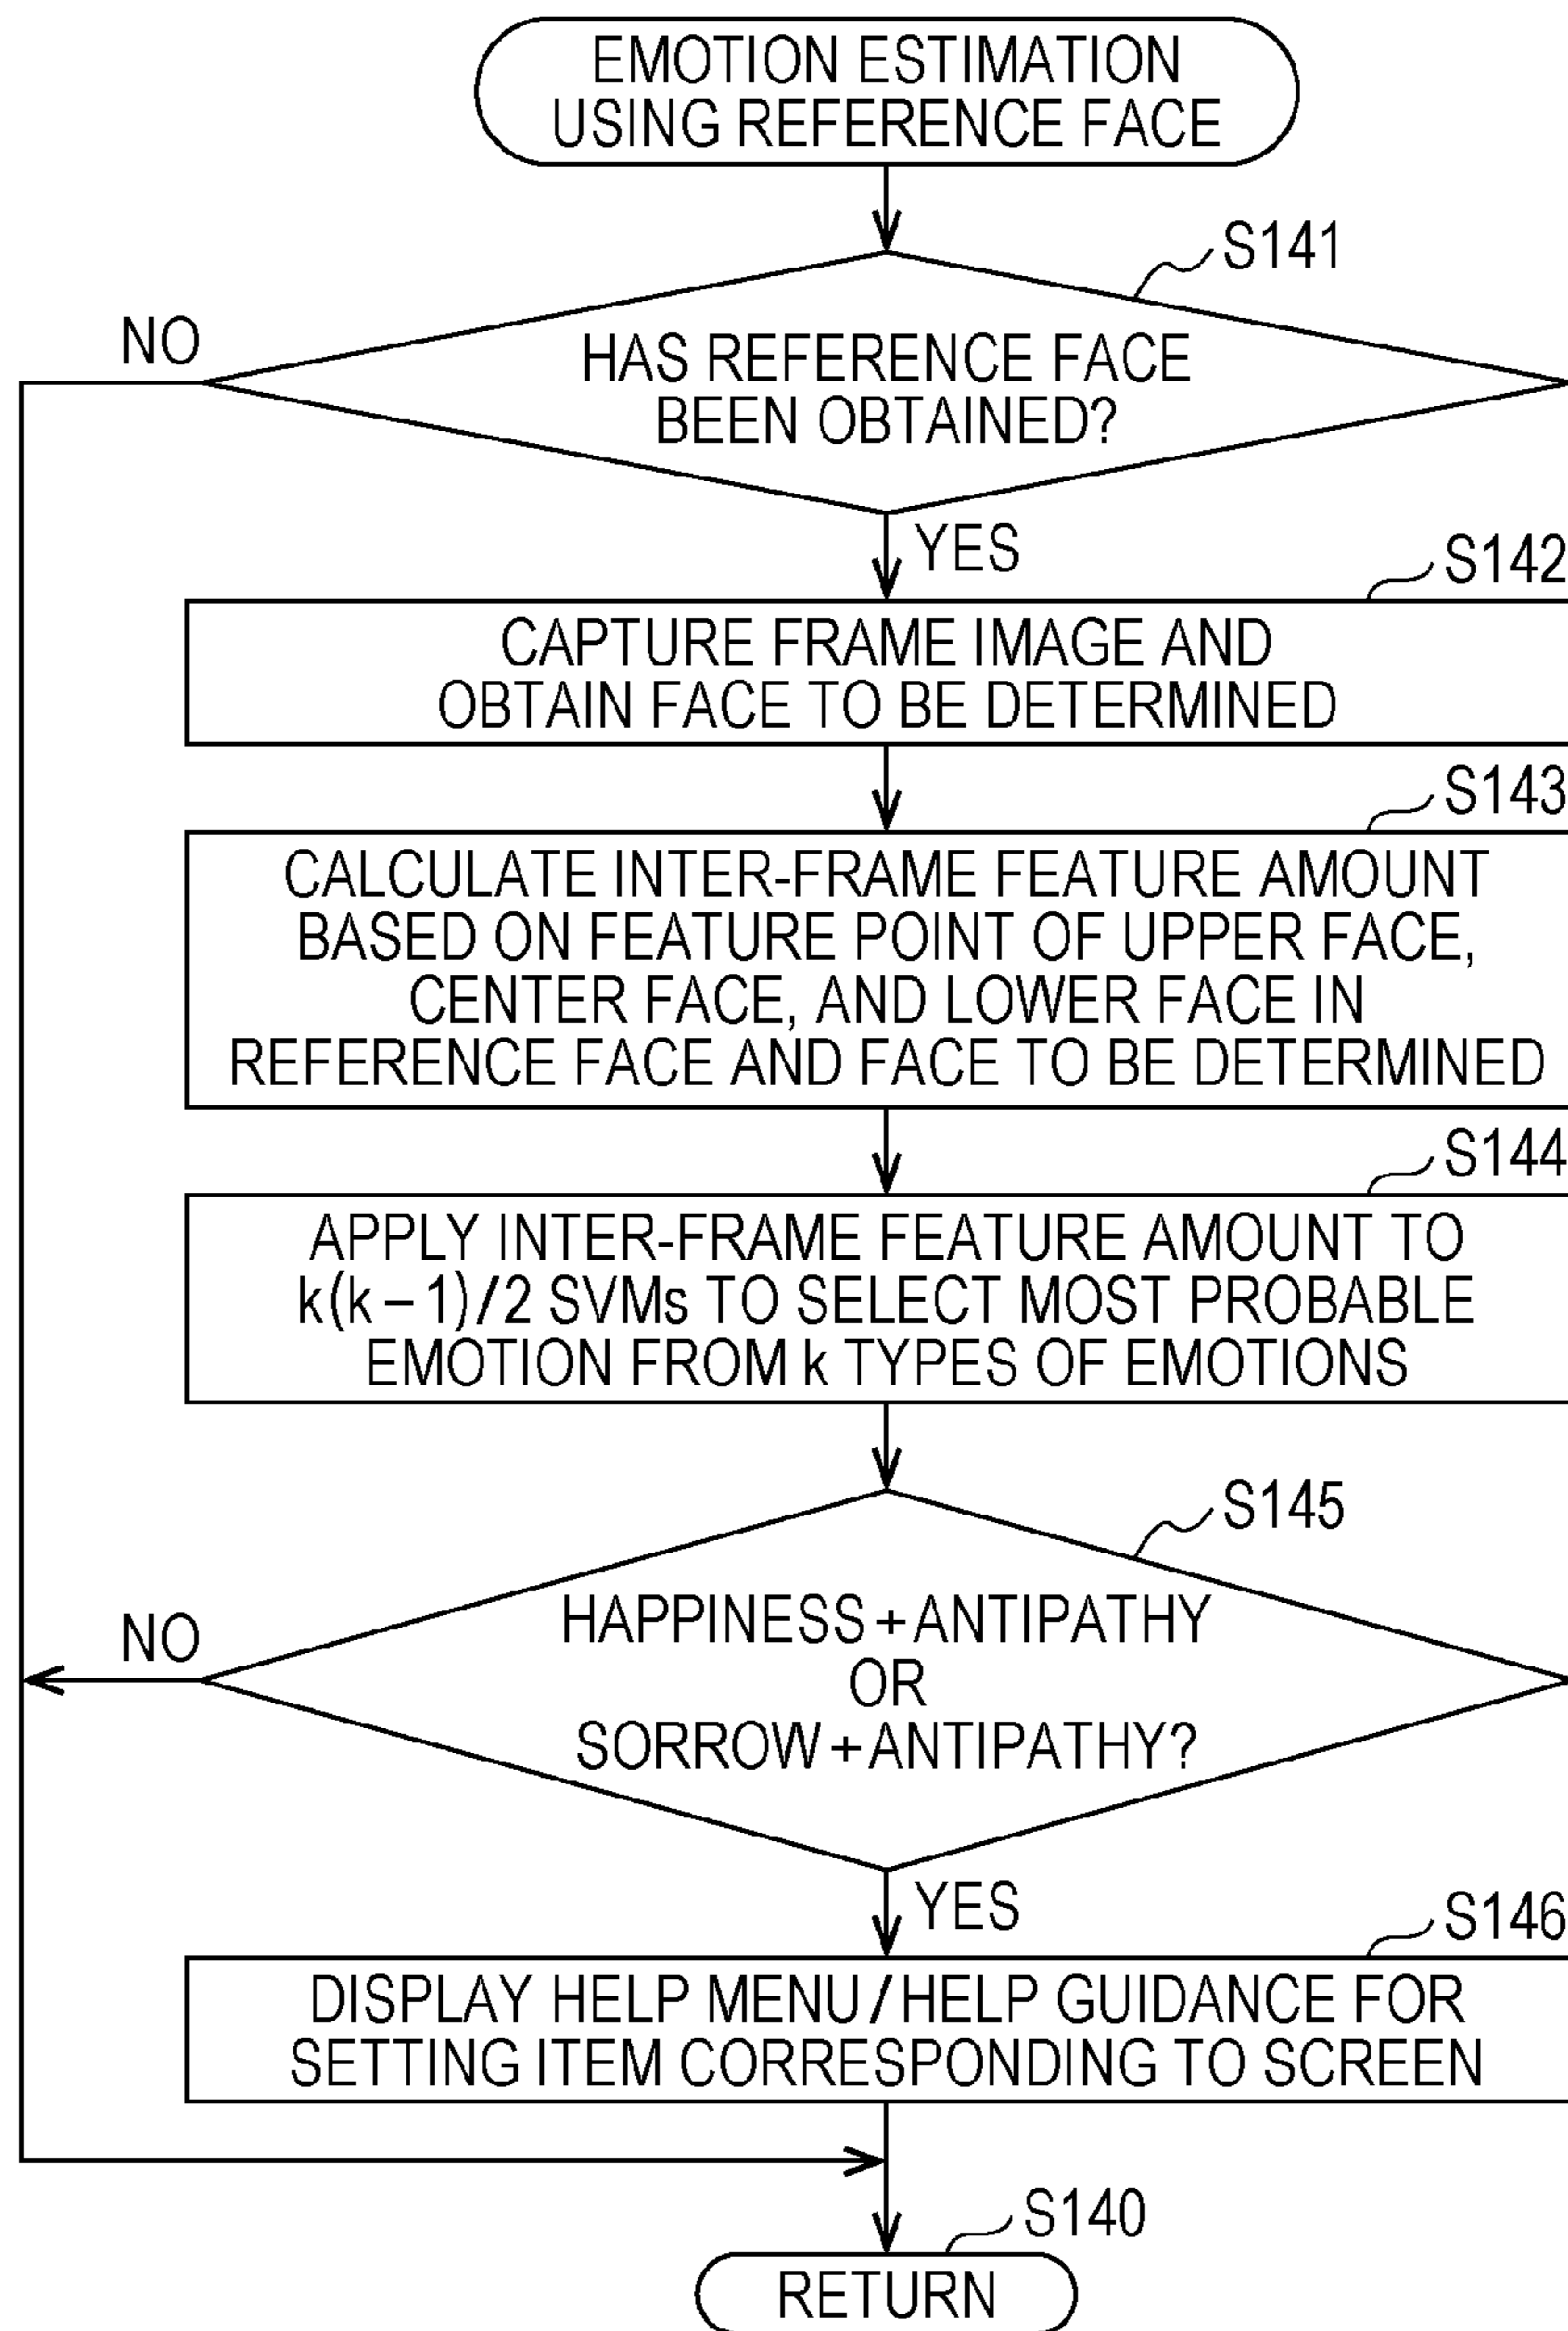 EMOTION ESTIMATION
USING REFERENCE FACE
S141
NO
HAS REFERENCE FACE
BEEN OBTAINED?
YES
S142
CAPTURE FRAME IMAGE AND
OBTAIN FACE TO BE DETERMINED
S143
CALCULATE INTER-FRAME FEATURE AMOUNT
BASED ON FEATURE POINT OF UPPER FACE,
CENTER FACE, AND LOWER FACE IN
REFERENCE FACE AND FACE TO BE DETERMINED
S144
APPLY INTER-FRAME FEATURE AMOUNT TO
k(k−1)/2 SVMs TO SELECT MOST PROBABLE
EMOTION FROM k TYPES OF EMOTIONS
S145
NO
HAPPINESS+ANTIPATHY
OR
SORROW+ANTIPATHY?
YES
S146
DISPLAY HELP MENU/HELP GUIDANCE FOR
SETTING ITEM CORRESPONDING TO SCREEN
S140
RETURN